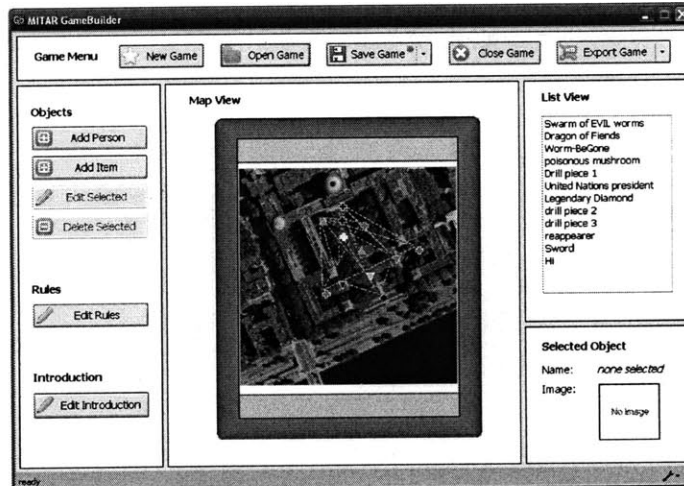 MITAR GameBuilder
Game Menu
New Game
Open Game
Save Game
Close Game
Export Game
Objects
Add Person
Add Item
Edit Selected
Delete Selected
Rules
Edit Rules
Introduction
Edit Introduction
Map View
List View
Swarm of EVIL worms
Dragon of Fiends
Worm-BeGone
poisonous mushroom
Drill piece 1
United Nations president
Legendary Diamond
drill piece 2
drill piece 3
reappearer
Sword
Hi
Selected Object
Name: none selected
Image:
No image
ready